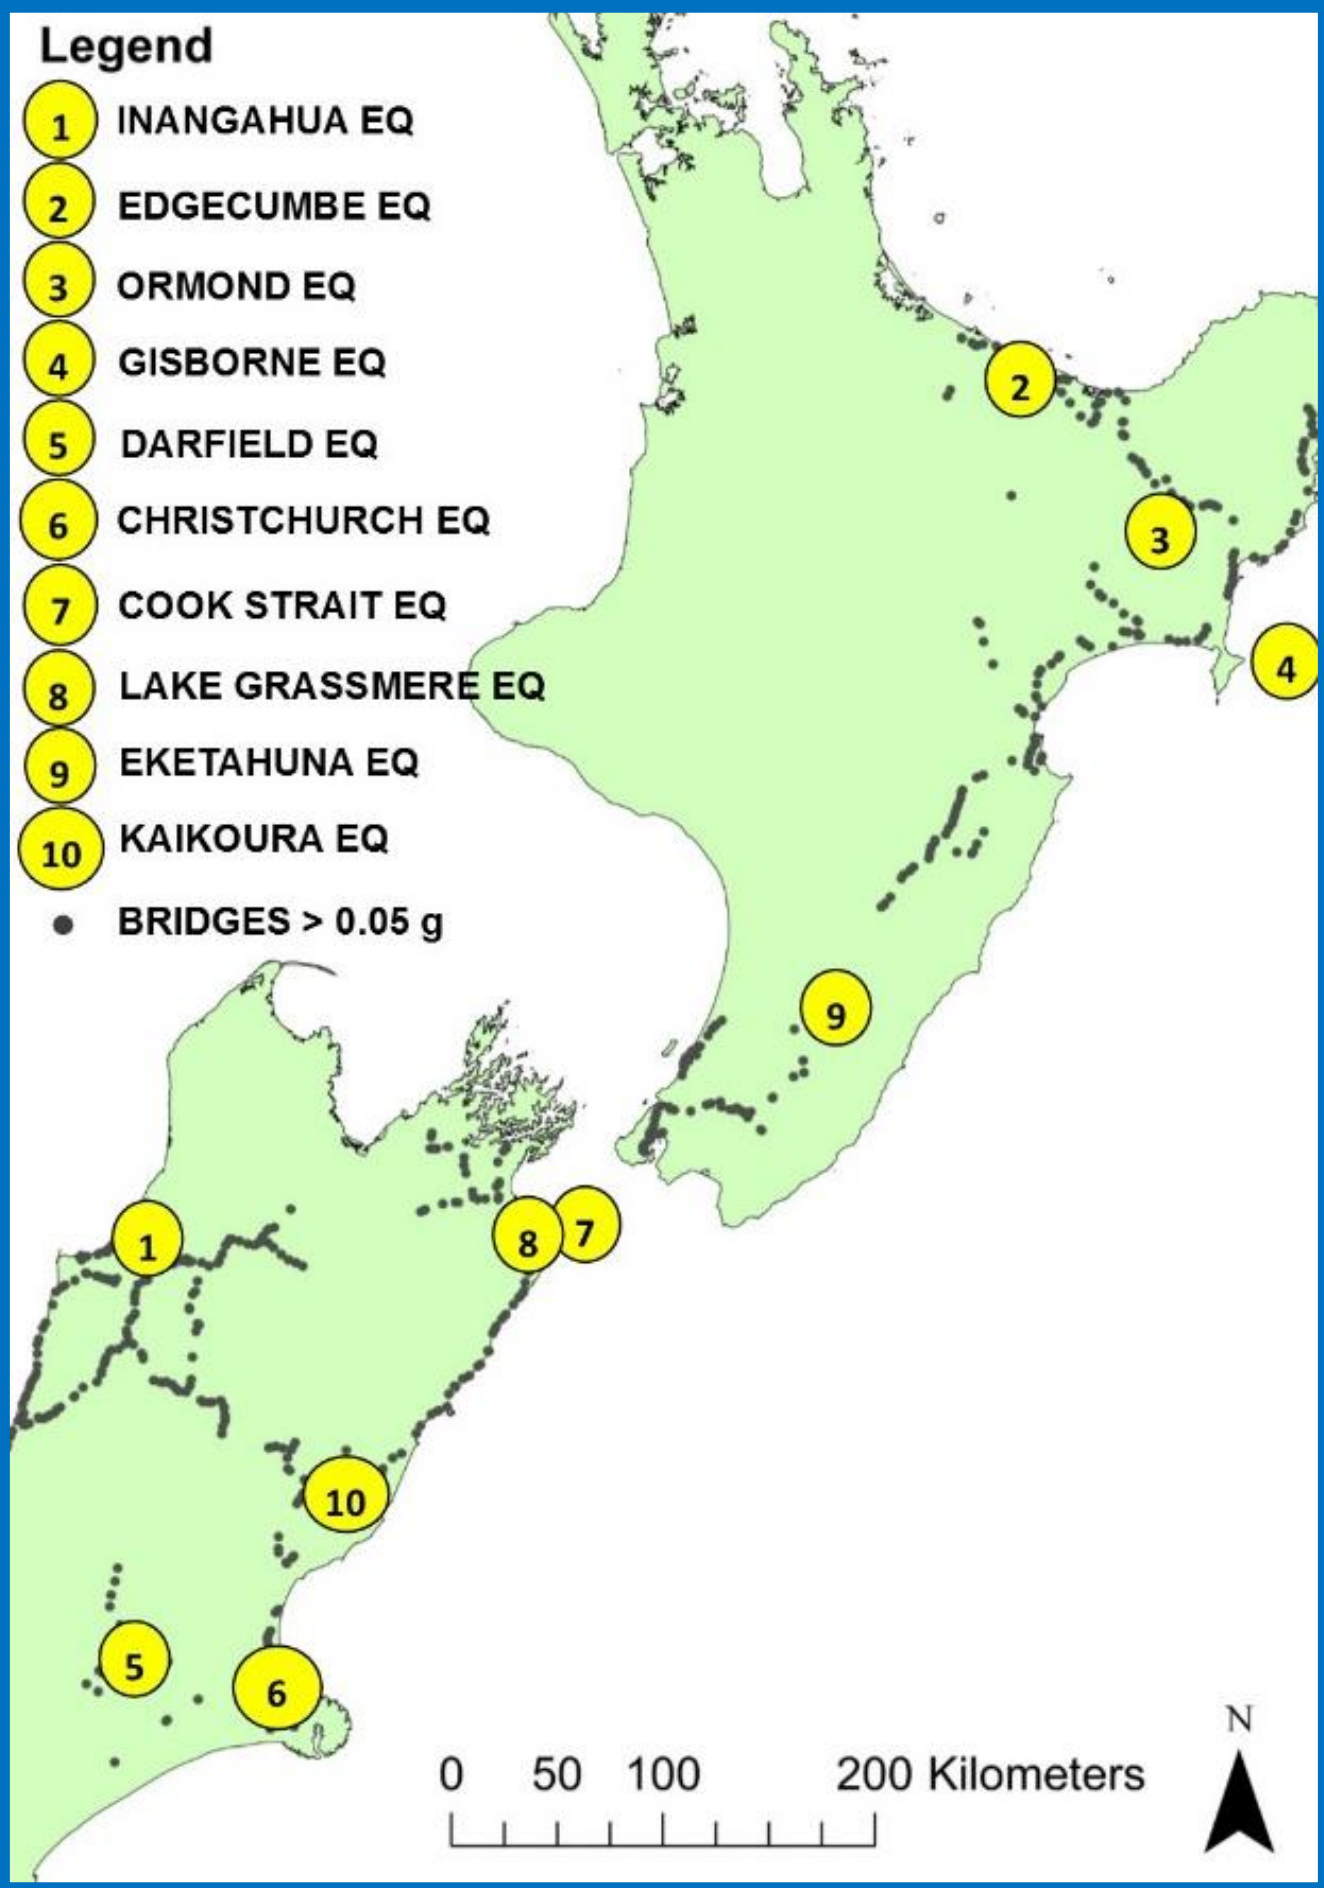 Legend
1 INANGAHUA EQ
2 EDGECUMBE EQ
3 ORMOND EQ
4 GISBORNE EQ
5 DARFIELD EQ
6 CHRISTCHURCH EQ
7 COOK STRAIT EQ
8 LAKE GRASSMERE EQ
9 EKETAHUNA EQ
10 KAIKOURA EQ
BRIDGES > 0.05 g
2
3
4
9
1
8 7
10
5
6
N
0 50 100 200 Kilometers